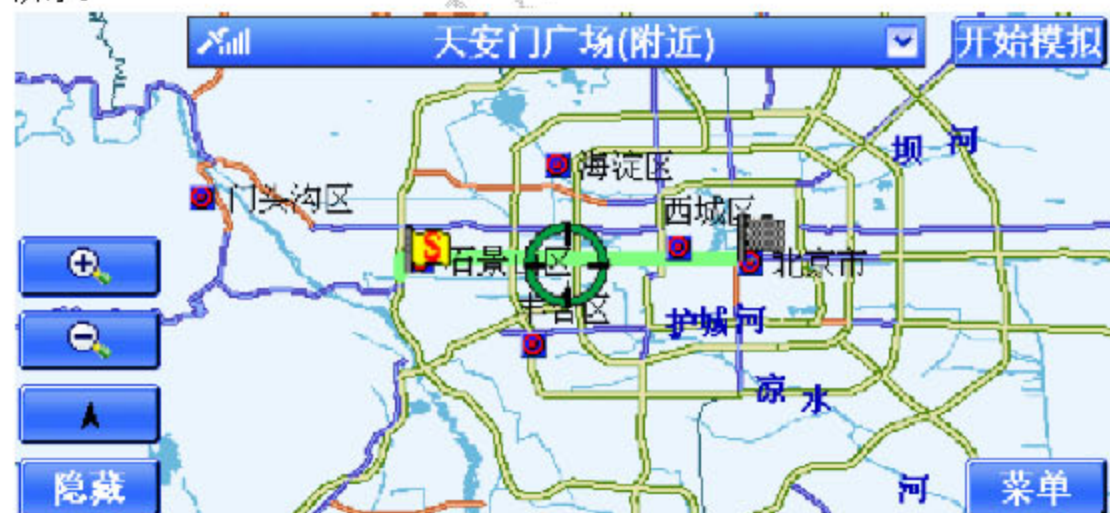 天安门广场(附近)
开始模拟
坝河
海淀区
门头沟区
西城区
S
石景
区
北京市
丰台区
护城河
凉水
河
隐藏
菜单